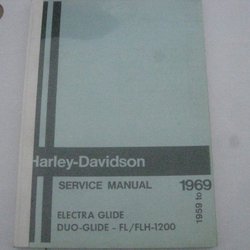 Harley-Davidson
SERVICE MANUAL
1959 to 1969
ELECTRA GLIDE
DUO-GLIDE - FL/FLH-1200